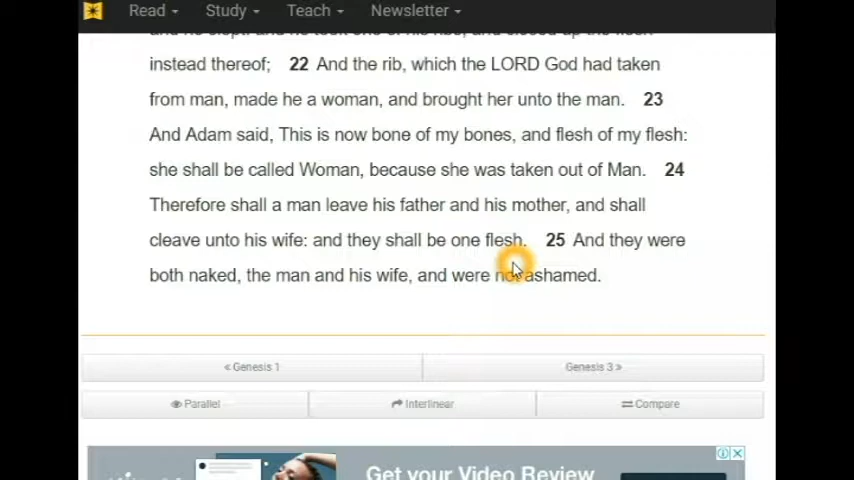 Read
Study
Teach
Newsletter
instead thereof; 22 And the rib, which the LORD God had taken
from man, made he a woman, and brought her unto the man. 23
And Adam said, This is now bone of my bones, and flesh of my flesh:
she shall be called Woman, because she was taken out of Man. 24
Therefore shall a man leave his father and his mother, and shall
cleave unto his wife: and they shall be one flesh. 25 And they were
both naked, the man and his wife, and were not ashamed.
« Genesis 1
Genesis 3 »
Parallel
Interlinear
Compare
Get your Video Review